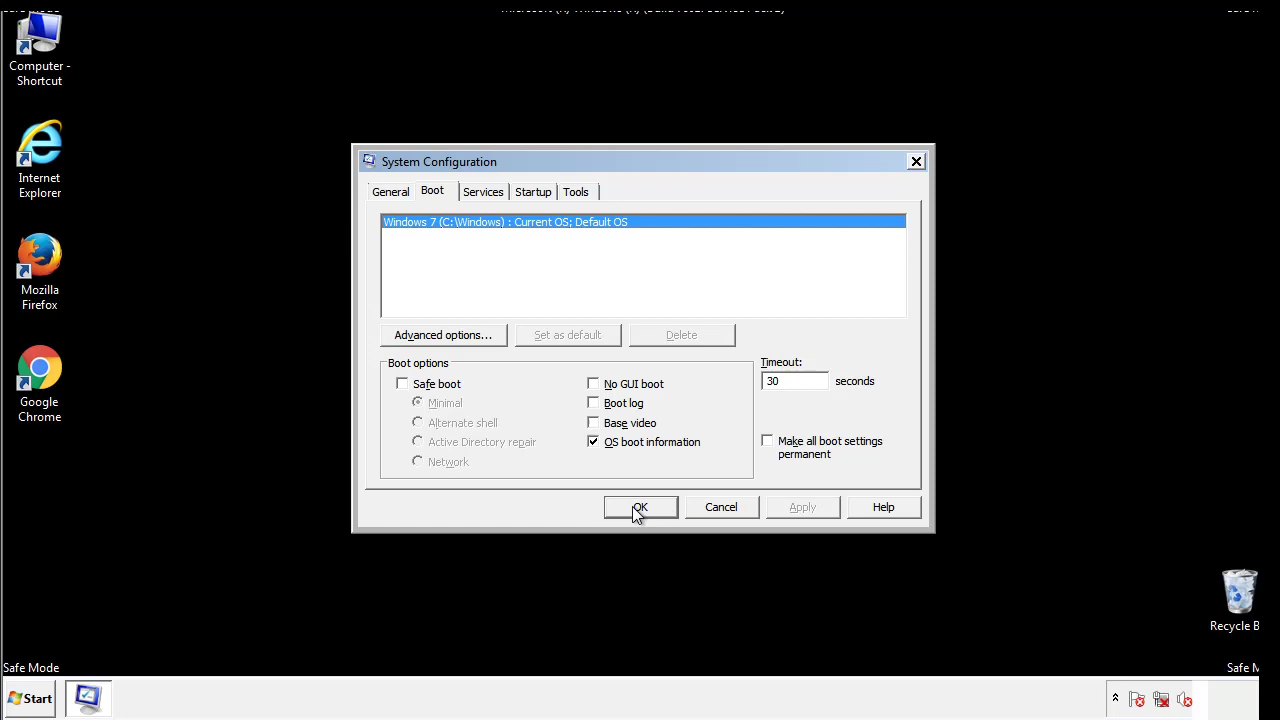 Computer -
Shortcut
Internet
Explorer
Mozilla
Firefox
Google
Chrome
System Configuration
General Boot Services Startup Tools
Windows 7 (C:\Windows) : Current OS; Default OS
Advanced options... Set as default Delete
Boot options
Safe boot
Minimal
Alternate shell
Active Directory repair
Network
No GUI boot
Boot log
Base video
OS boot information
Timeout:
30 seconds
Make all boot settings
permanent
OK Cancel Apply Help
Recycle B
Safe Mode Safe M
Start